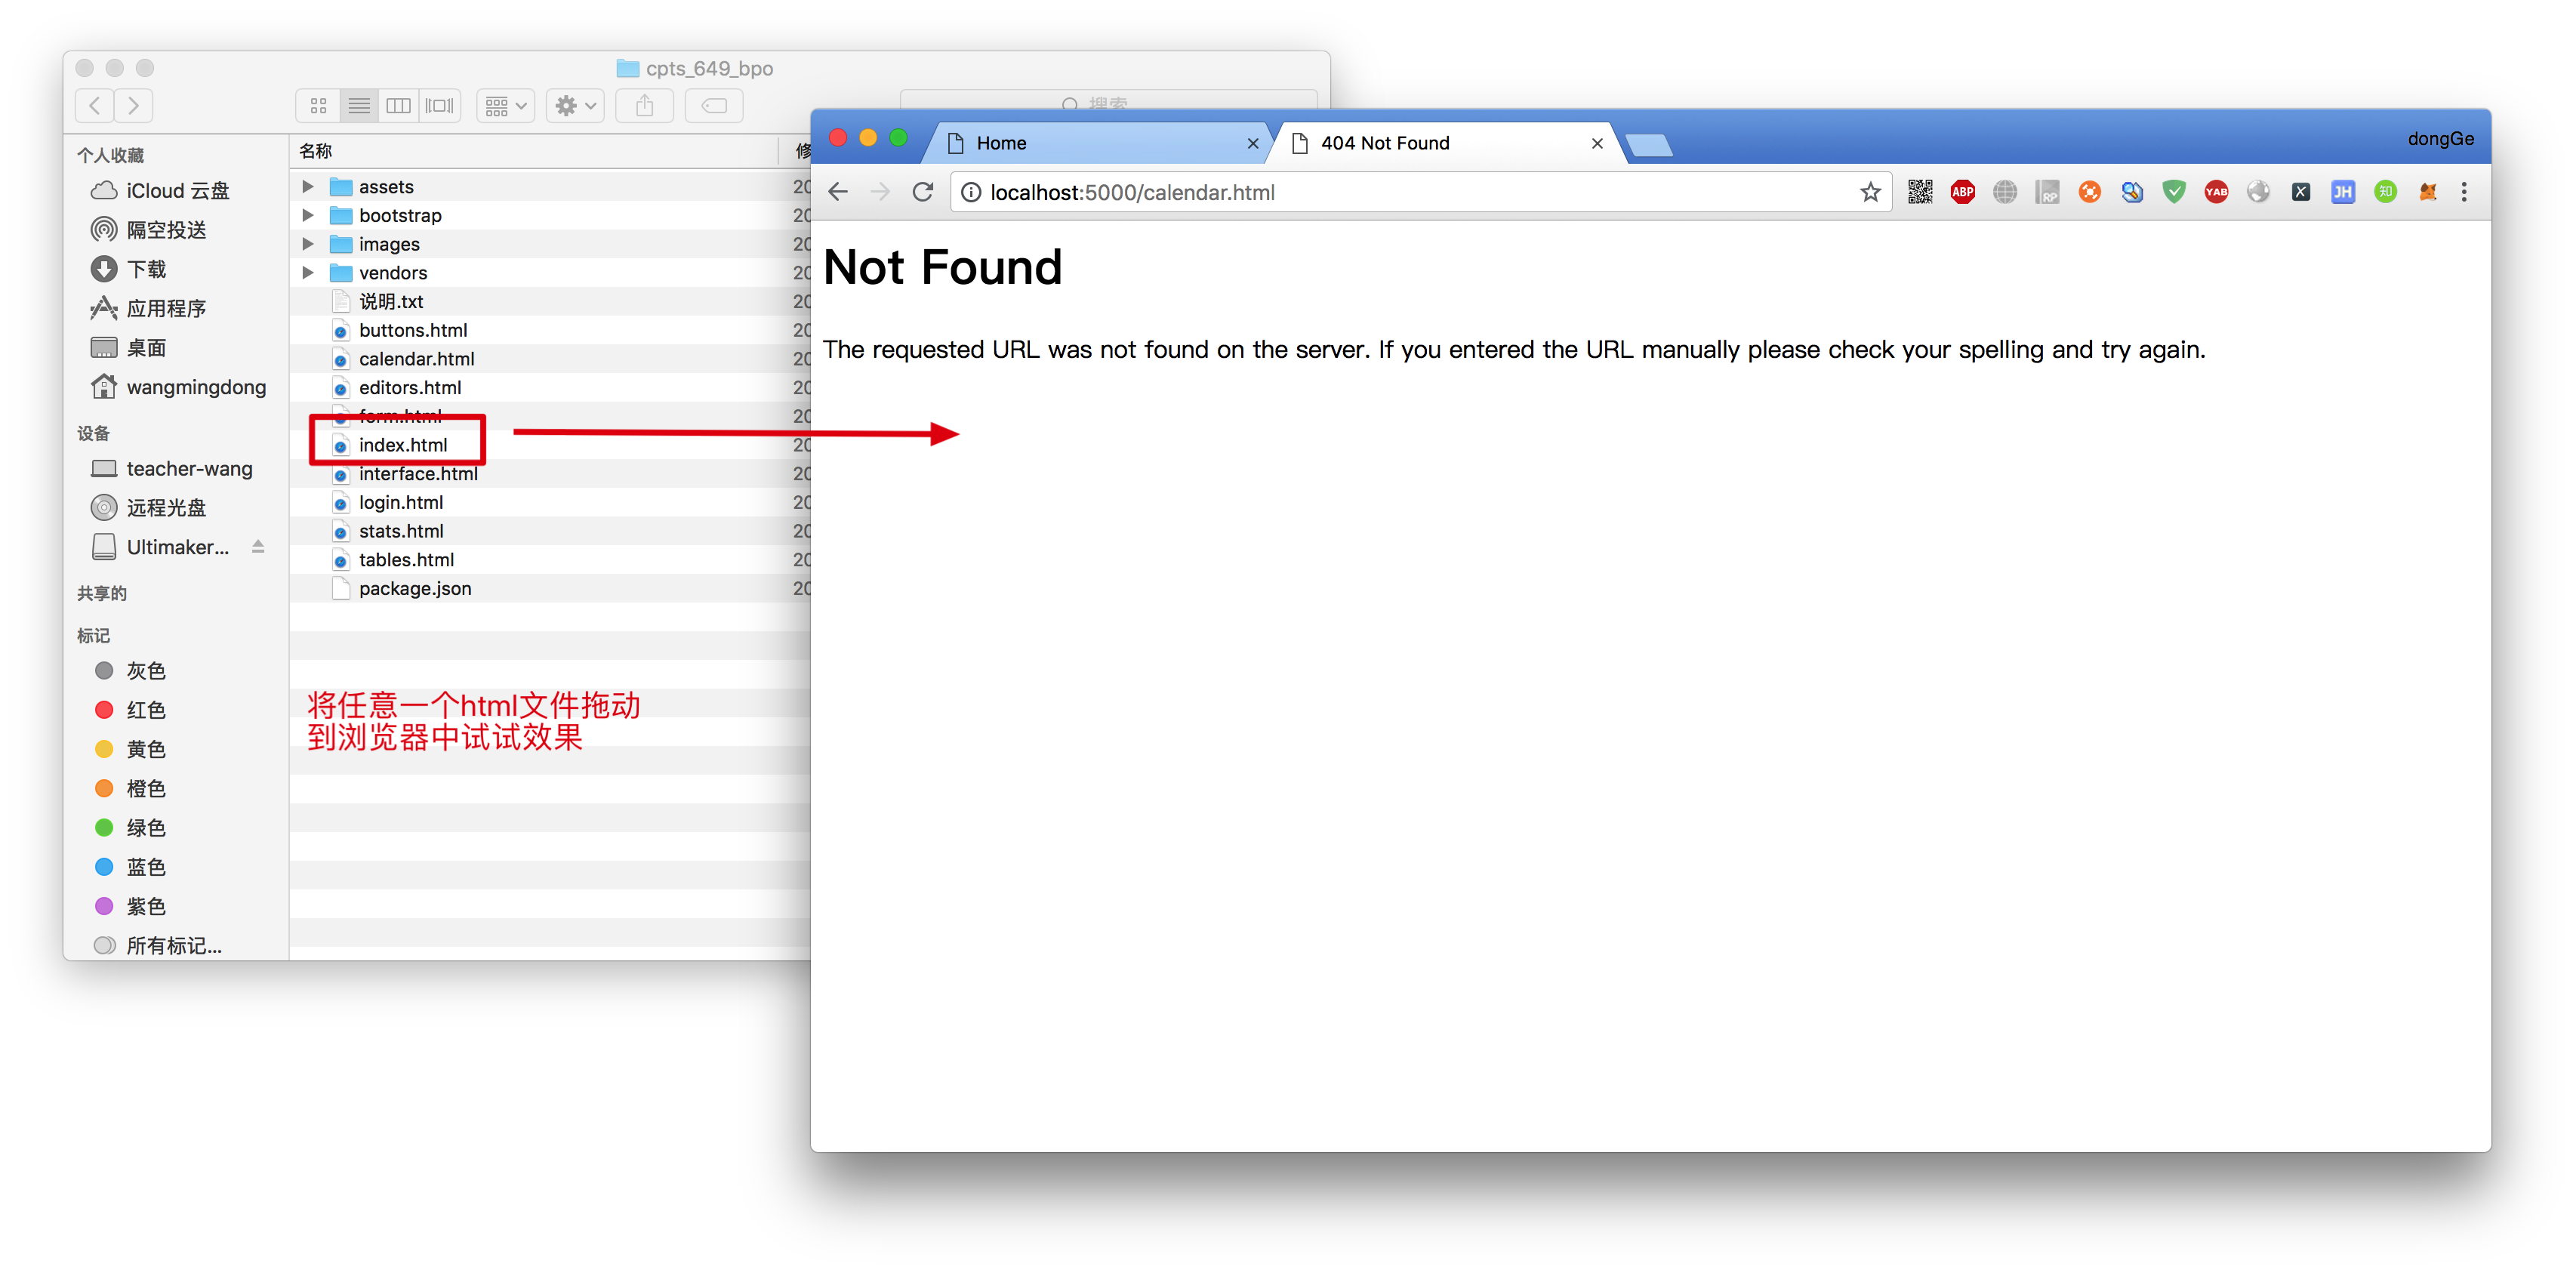 cpts_649_bpo
搜索
个人收藏
iCloud 云盘
隔空投送
下载
应用程序
桌面
wangmingdong
设备
teacher-wang
远程光盘
Ultimaker...
共享的
标记
灰色
红色
黄色
橙色
绿色
蓝色
紫色
所有标记...
名称
修
assets
20
bootstrap
20
images
20
vendors
20
说明.txt
20
buttons.html
20
calendar.html
20
editors.html
20
form.html
20
index.html
20
interface.html
20
login.html
20
stats.html
20
tables.html
20
package.json
20
将任意一个html文件拖动
到浏览器中试试效果
Home
404 Not Found
dongGe
localhost:5000/calendar.html
ABP
RP
YAB
X
JH
知
Not Found
The requested URL was not found on the server. If you entered the URL manually please check your spelling and try again.